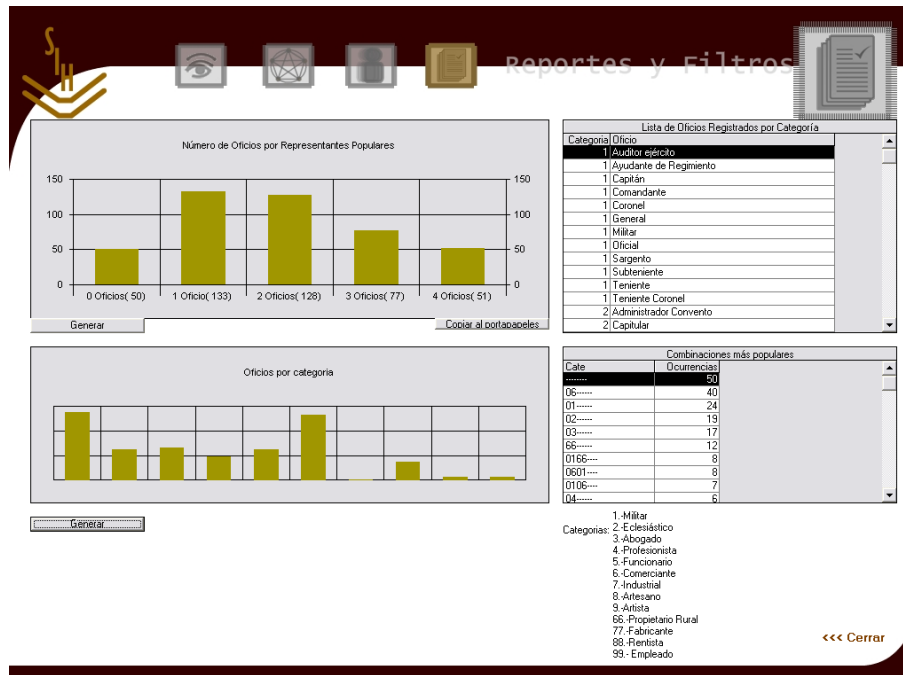 SIH
Reportes y Filtros
Número de Oficios por Representantes Populares
150 150
100 100
50 50
0 0
0 Oficios( 50) 1 Oficio( 133) 2 Oficios( 128) 3 Oficios( 77) 4 Oficios( 51)
Generar Copiar al portapapeles
Lista de Oficios Registrados por Categoría
Categoria Oficio
1 Auditor ejército
1 Ayudante de Regimiento
1 Capitán
1 Comandante
1 Coronel
1 General
1 Militar
1 Oficial
1 Sargento
1 Subteniente
1 Teniente
1 Teniente Coronel
2 Administrador Convento
2 Capitular
Oficios por categoria
Generar
Combinaciones más populares
Cate Ocurrencias
-------- 50
06------ 40
01------ 24
02------ 19
03------ 17
66------ 12
0166---- 8
0601---- 8
0106---- 7
04------ 6
Categorias:
1.-Militar
2.-Eclesiástico
3.-Abogado
4.-Profesionista
5.-Funcionario
6.-Comerciante
7.-Industrial
8.-Artesano
9.-Artista
66.-Propietario Rural
77.-Fabricante
88.-Rentista
99.- Empleado
<<< Cerrar